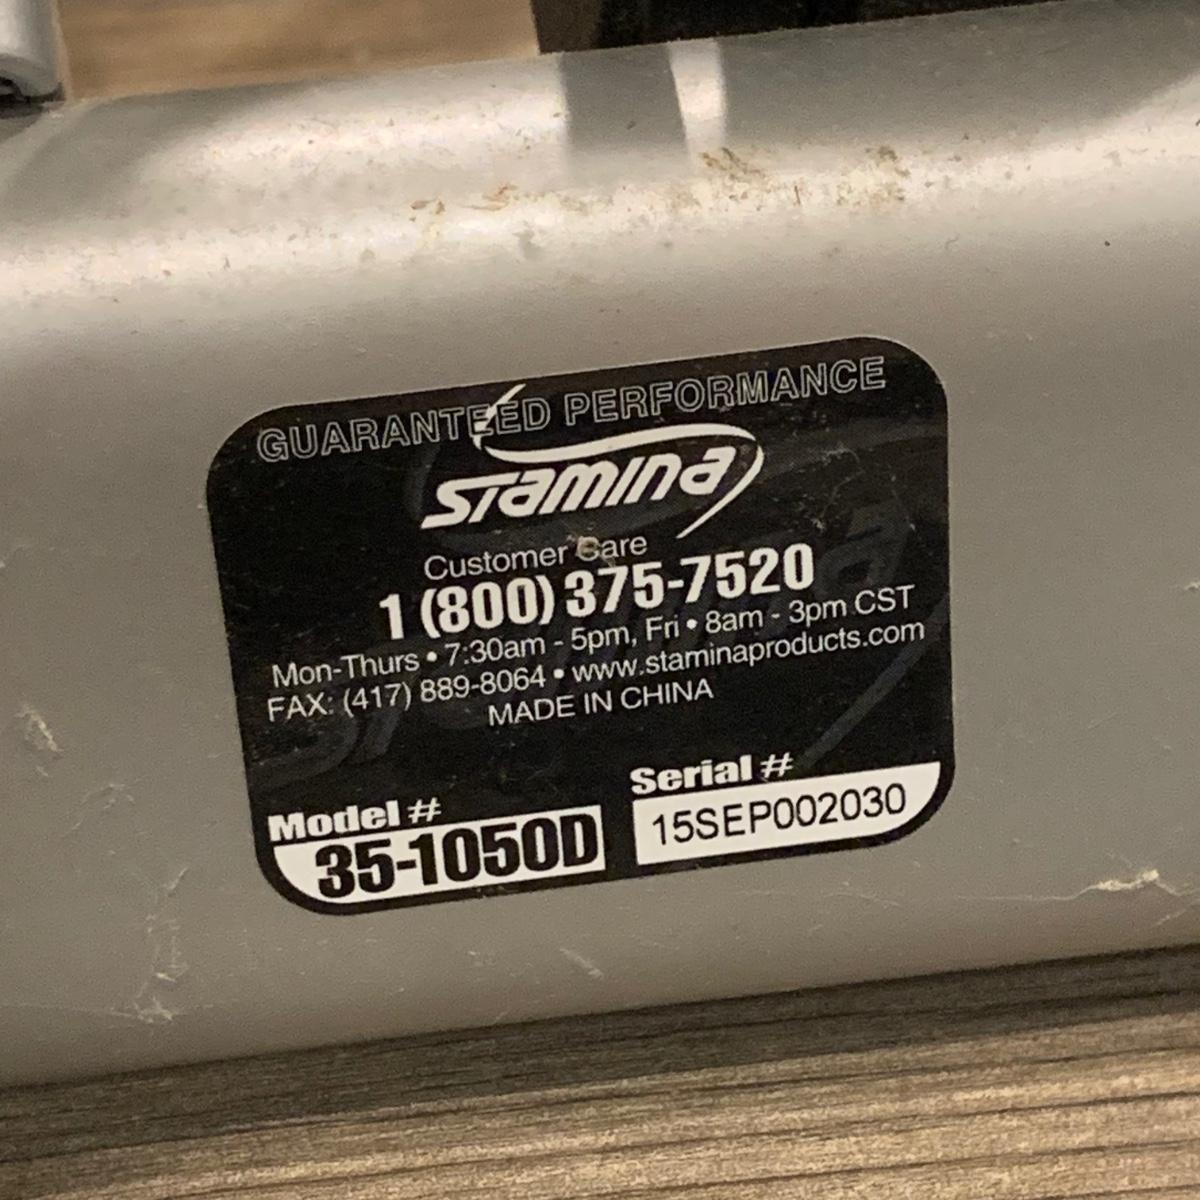 GUARANTEED PERFORMANCE
Stamina
Customer Care
1 (800) 375-7520
Mon-Thurs • 7:30am - 5pm, Fri • 8am - 3pm CST
FAX: (417) 889-8064 • www.staminaproducts.com
MADE IN CHINA
Model #
35-1050D
Serial #
15SEP002030